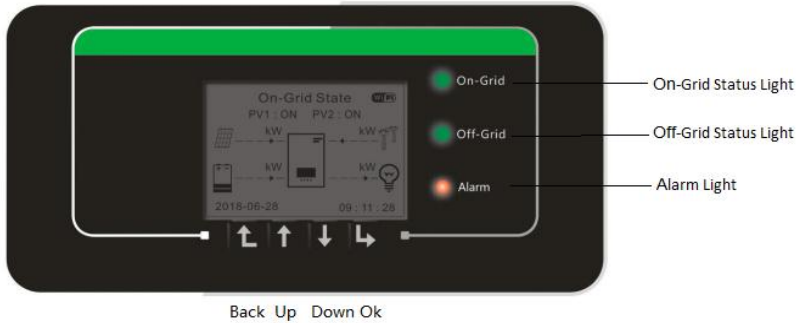 On-Grid State WIFI
PV1 : ON PV2 : ON
kW kW
kW kW
2018-06-28 09 : 11 : 28
On-Grid
Off-Grid
Alarm
On-Grid Status Light
Off-Grid Status Light
Alarm Light
Back Up Down Ok